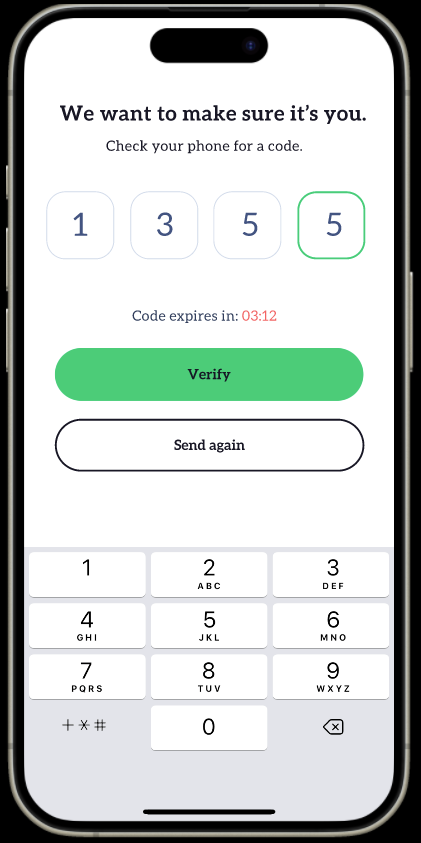 We want to make sure it’s you.
Check your phone for a code.
1 3 5 5
Code expires in: 03:12
Verify
Send again
1 2 3
ABC DEF
4 5 6
GHI JKL MNO
7 8 9
PQRS TUV WXYZ
+*# 0